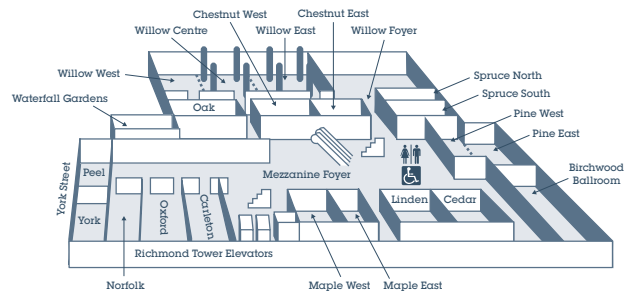 Chestnut West
Chestnut East
Willow Centre
Willow East
Willow Foyer
Willow West
Spruce North
Waterfall Gardens
Spruce South
Oak
Pine West
Pine East
York Street
Peel
Mezzanine Foyer
Birchwood
Ballroom
York
Oxford
Carleton
Linden
Cedar
Richmond Tower Elevators
Norfolk
Maple West
Maple East